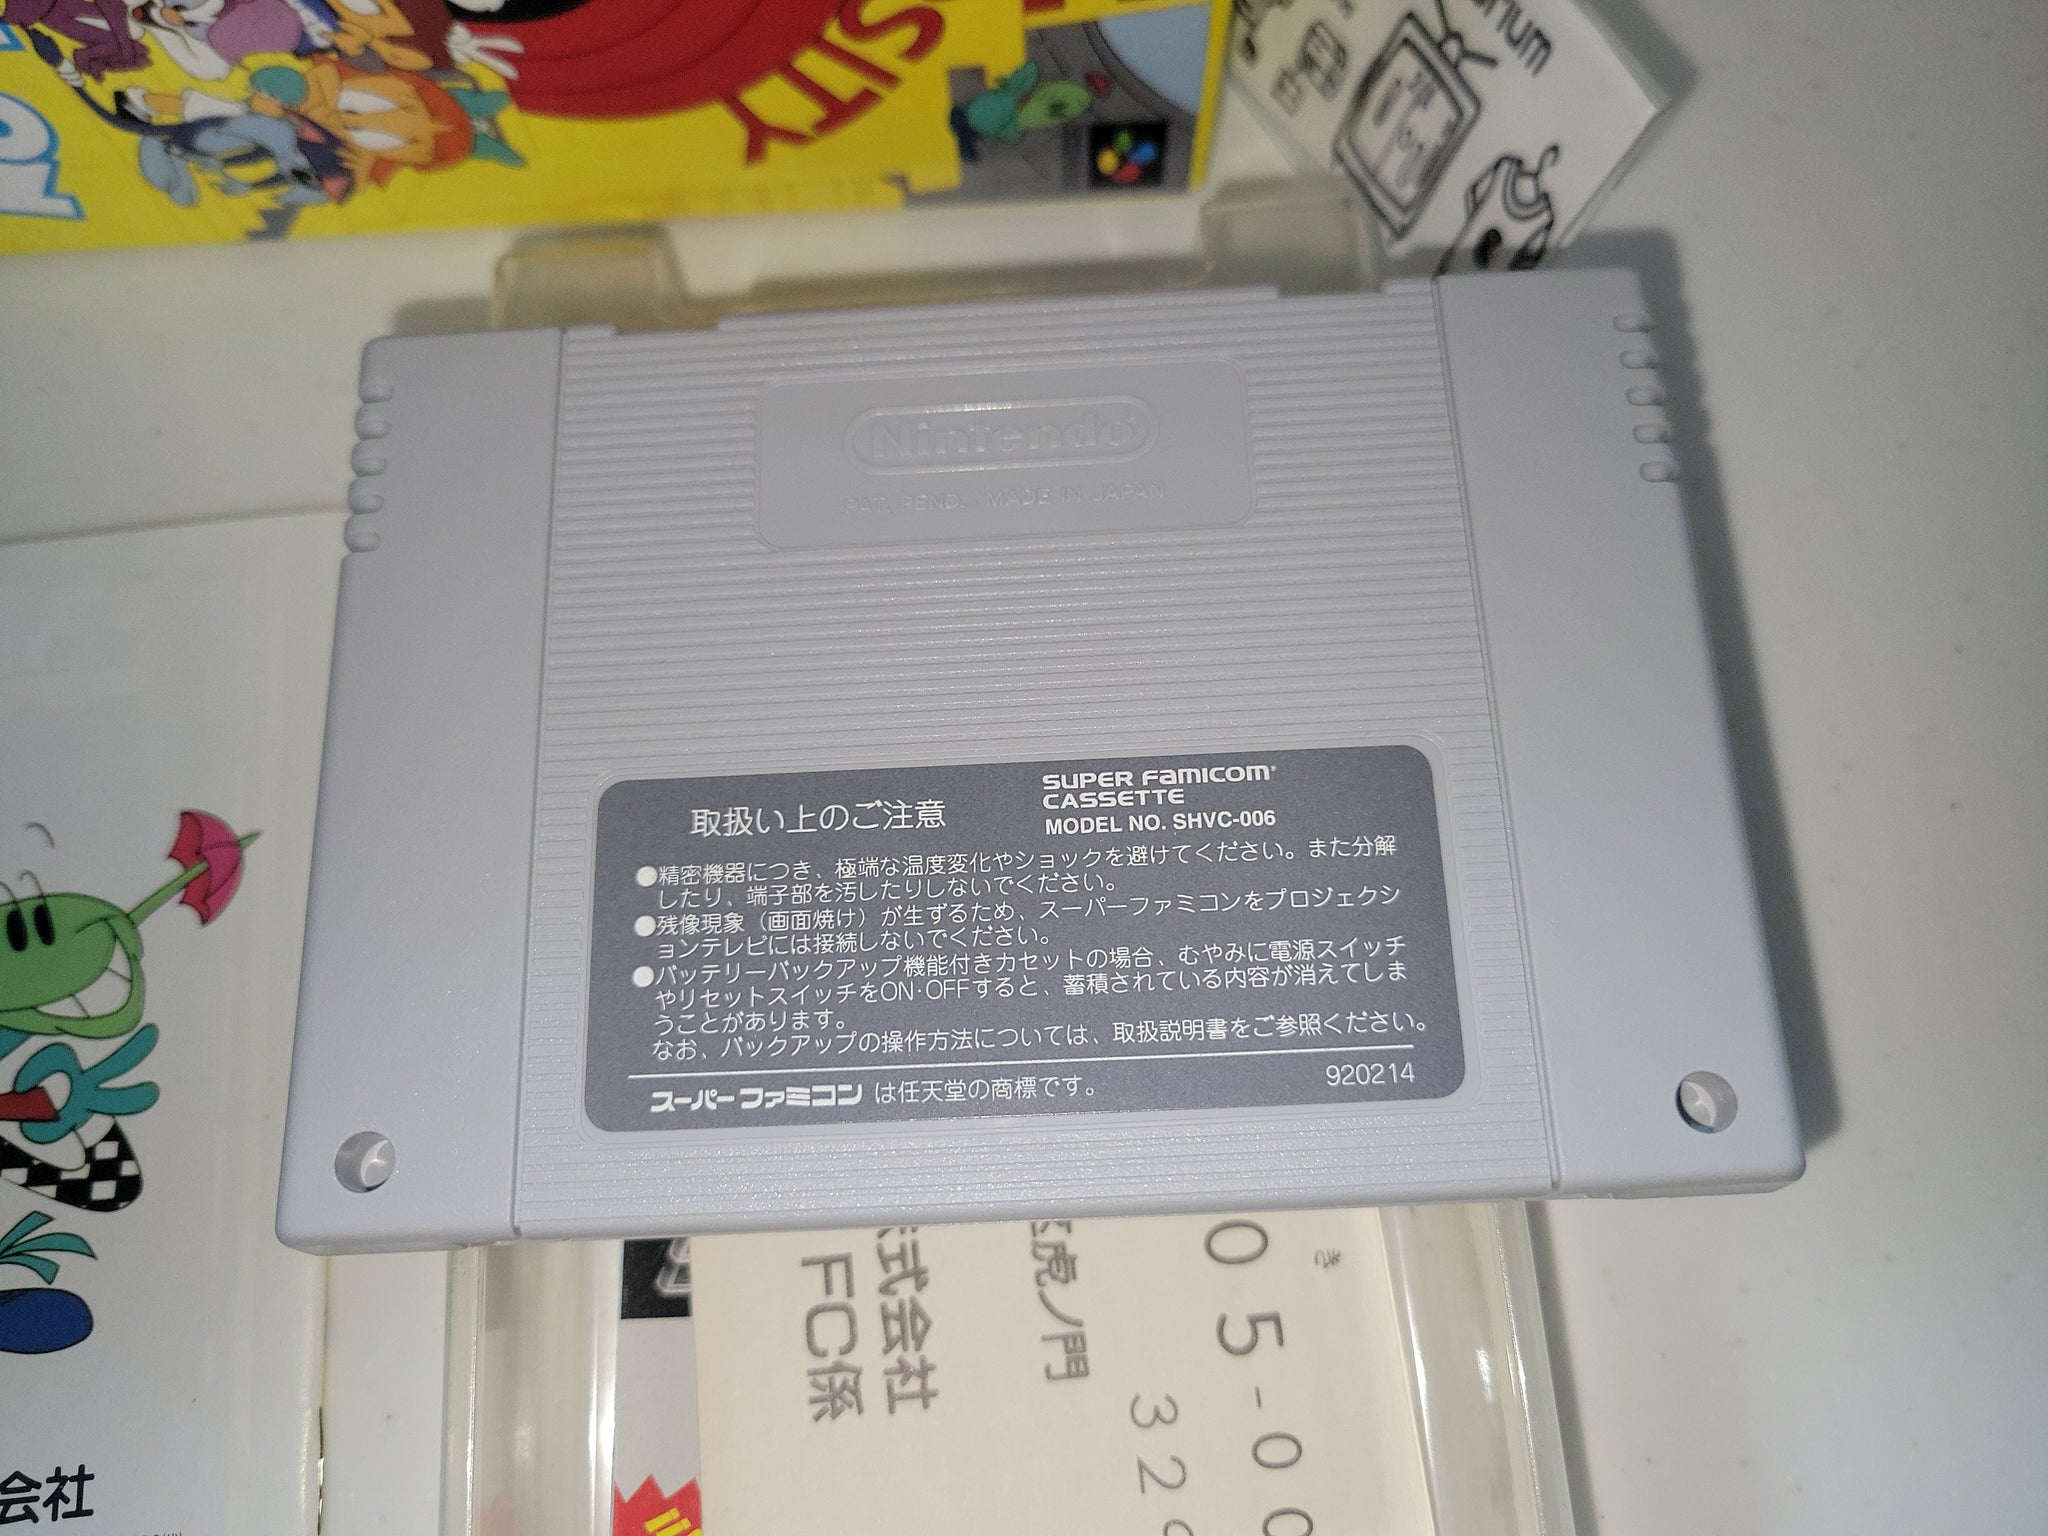 SITY
Nintendo
PAT. PEND. MADE IN JAPAN
取扱い上のご注意
SUPER FAMICOM
CASSETTE
MODEL NO. SHVC-006
●精密機器につき、極端な温度変化やショックを避けてください。また分解
したり、端子部を汚したりしないでください。
●残像現象（画面焼け）が生ずるため、スーパーファミコンをプロジェクシ
ョンテレビには接続しないでください。
●バッテリーバックアップ機能付きカセットの場合、むやみに電源スイッチ
やリセットスイッチをON・OFFすると、蓄積されている内容が消えてしま
うことがあります。
なお、バックアップの操作方法については、取扱説明書をご参照ください。
スーパーファミコン は任天堂の商標です。
920214
05-00
虎ノ門
式会社
FC係
会社